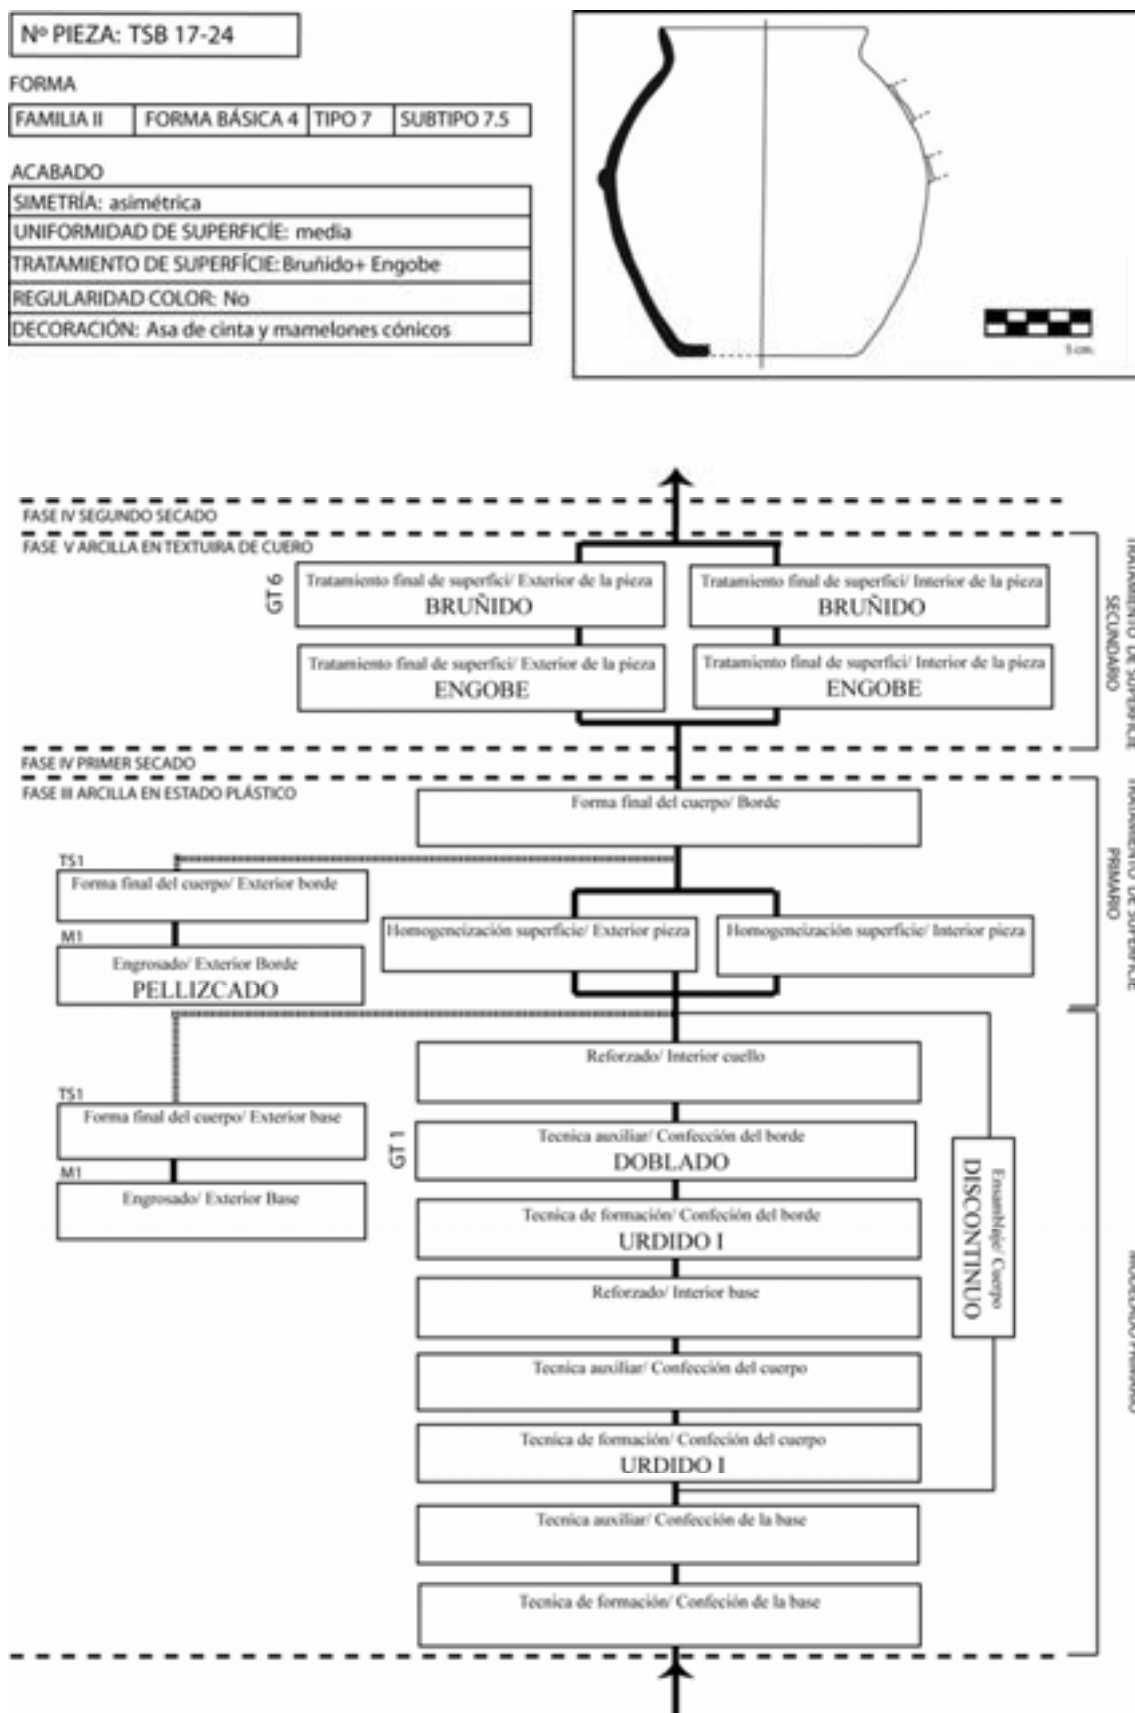 Nº PIEZA: TSB 17-24
FORMA
FAMILIA II FORMA BÁSICA 4 TIPO 7 SUBTIPO 7.5
ACABADO
SIMETRÍA: asimétrica
UNIFORMIDAD DE SUPERFICÍE: media
TRATAMIENTO DE SUPERFÍCIE: Bruñido+ Engobe
REGULARIDAD COLOR: No
DECORACIÓN: Asa de cinta y mamelones cónicos
5 cm.
FASE IV SEGUNDO SECADO
FASE V ARCILLA EN TEXTUIRA DE CUERO
GT 6
Tratamiento final de superfici/ Exterior de la pieza
BRUÑIDO
Tratamiento final de superfici/ Interior de la pieza
BRUÑIDO
Tratamiento final de superfici/ Exterior de la pieza
ENGOBE
Tratamiento final de superfici/ Interior de la pieza
ENGOBE
TRATAMIENTO DE SUPERFICIE
SECUNDARIO
FASE IV PRIMER SECADO
FASE III ARCILLA EN ESTADO PLÁSTICO
Forma final del cuerpo/ Borde
TS1
Forma final del cuerpo/ Exterior borde
M1
Engrosado/ Exterior Borde
PELLIZCADO
Homogeneización superficie/ Exterior pieza
Homogeneización superficie/ Interior pieza
TRATAMIENTO DE SUPERFICIE
PRIMARIO
Reforzado/ Interior cuello
TS1
Forma final del cuerpo/ Exterior base
M1
Engrosado/ Exterior Base
GT 1
Tecnica auxiliar/ Confección del borde
DOBLADO
Tecnica de formación/ Confeción del borde
URDIDO I
Reforzado/ Interior base
Tecnica auxiliar/ Confección del cuerpo
Tecnica de formación/ Confeción del cuerpo
URDIDO I
Ensamblaje/ Cuerpo
DISCONTINUO
MODELADO PRIMARIO
Tecnica auxiliar/ Confección de la base
Tecnica de formación/ Confeción de la base